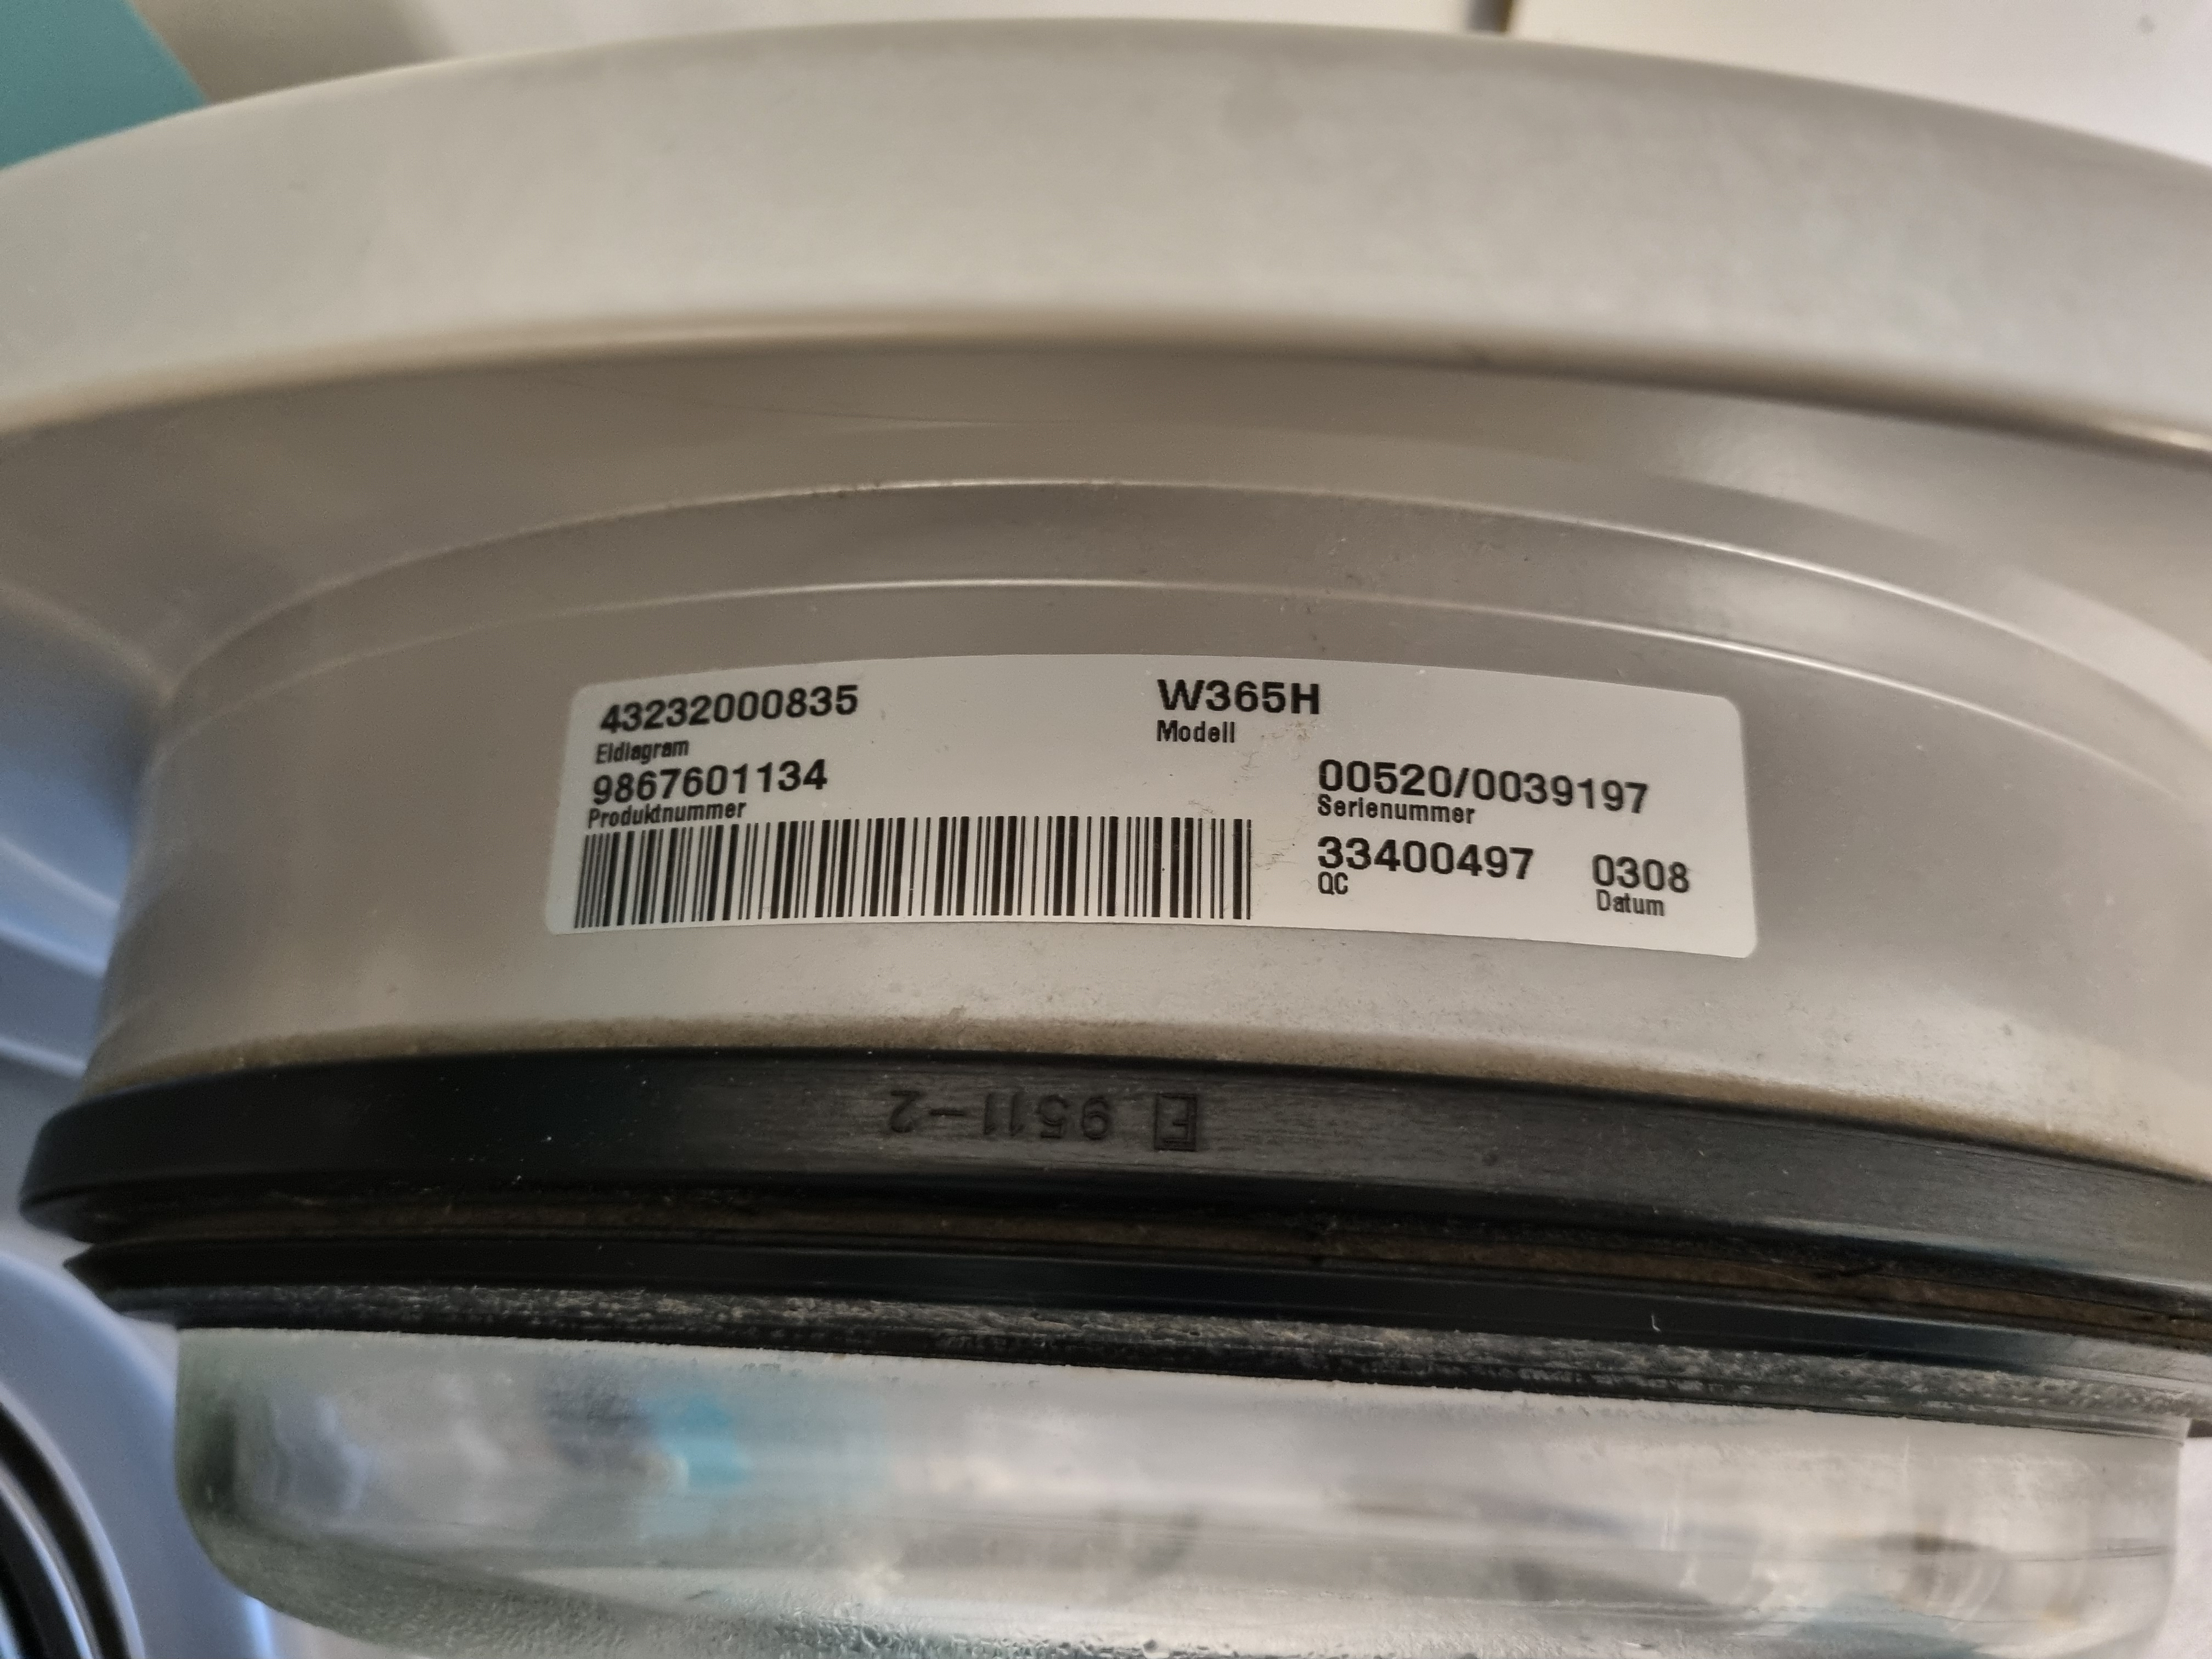 43232000835
Eldiagram
9867601134
Produktnummer
W365H
Modell
00520/0039197
Serienummer
33400497
QC
0308
Datum
E 9511-2